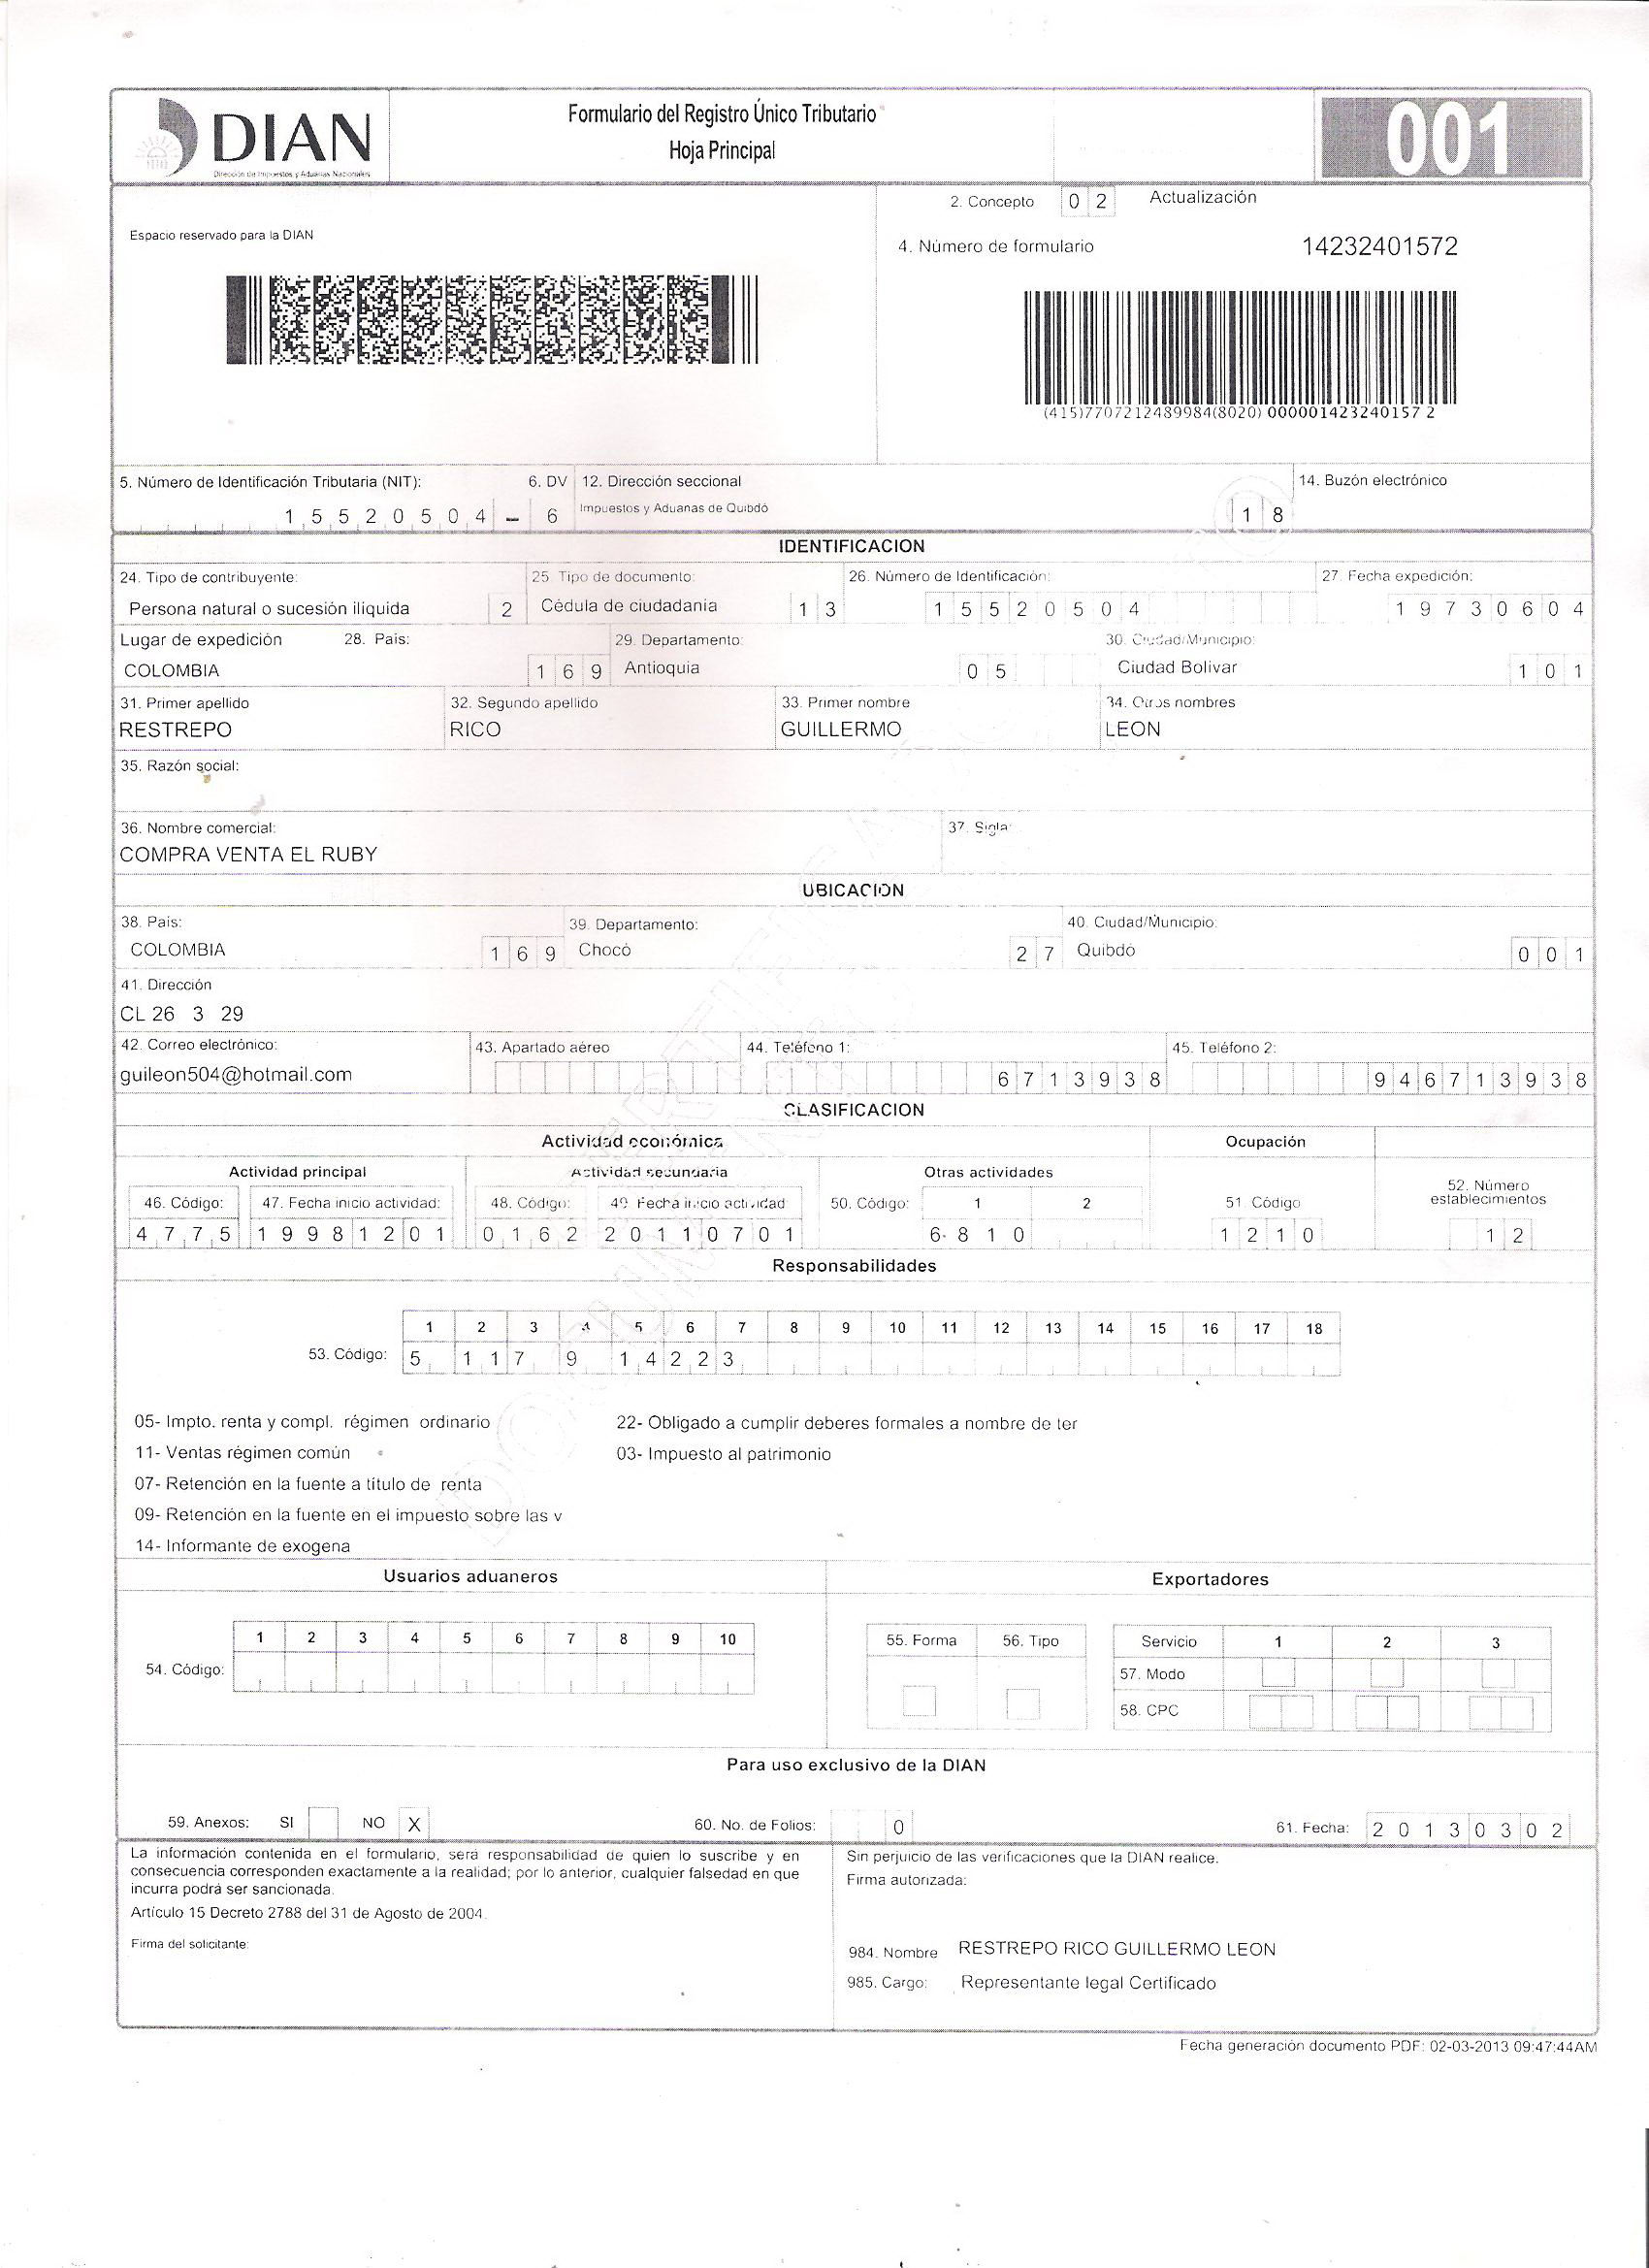 DIAN
Dirección de Impuestos y Aduanas Nacionales
Formulario del Registro Único Tributario
Hoja Principal
001
2. Concepto 0 2 Actualización
Espacio reservado para la DIAN
4. Número de formulario 14232401572
(415)7707212489984(8020) 000001423240157 2
5. Número de Identificación Tributaria (NIT): 6. DV 12. Dirección seccional 14. Buzón electrónico
1 5 5 2 0 5 0 4 - 6 Impuestos y Aduanas de Quibdó 1 8
IDENTIFICACION
24. Tipo de contribuyente: 25 Tipo de documento: 26. Número de Identificación: 27. Fecha expedición:
Persona natural o sucesión ilíquida 2 Cédula de ciudadanía 1 3 1 5 5 2 0 5 0 4 1 9 7 3 0 6 0 4
Lugar de expedición 28. País: 29. Departamento: 30. Ciudad/Municipio:
COLOMBIA 1 6 9 Antioquia 0 5 Ciudad Bolívar 1 0 1
31. Primer apellido 32. Segundo apellido 33. Primer nombre 34. Otros nombres
RESTREPO RICO GUILLERMO LEON
35. Razón social:
36. Nombre comercial: 37. Sigla:
COMPRA VENTA EL RUBY
UBICACION
38. País: 39. Departamento: 40. Ciudad/Municipio:
COLOMBIA 1 6 9 Chocó 2 7 Quibdó 0 0 1
41. Dirección
CL 26 3 29
42. Correo electrónico: 43. Apartado aéreo 44. Teléfono 1: 45. Teléfono 2:
guileon504@hotmail.com 6 7 1 3 9 3 8 9 4 6 7 1 3 9 3 8
CLASIFICACION
Actividad económica Ocupación
Actividad principal Actividad secundaria Otras actividades 52. Número establecimientos
46. Código: 47. Fecha inicio actividad: 48. Código: 49. Fecha inicio actividad 50. Código: 1 2 51. Código
4 7 7 5 1 9 9 8 1 2 0 1 0 1 6 2 2 0 1 1 0 7 0 1 6 8 1 0 1 2 1 0 1 2
Responsabilidades
1 2 3 4 5 6 7 8 9 10 11 12 13 14 15 16 17 18
53. Código: 5 1 1 7 9 1 4 2 2 3
05- Impto. renta y compl. régimen ordinario 22- Obligado a cumplir deberes formales a nombre de ter
11- Ventas régimen común 03- Impuesto al patrimonio
07- Retención en la fuente a título de renta
09- Retención en la fuente en el impuesto sobre las v
14- Informante de exogena
Usuarios aduaneros Exportadores
1 2 3 4 5 6 7 8 9 10 55. Forma 56. Tipo Servicio 1 2 3
54. Código: 57. Modo
58. CPC
Para uso exclusivo de la DIAN
59. Anexos: SI NO X 60. No. de Folios: 0 61. Fecha: 2 0 1 3 0 3 0 2
La información contenida en el formulario, será responsabilidad de quien lo suscribe y en
consecuencia corresponden exactamente a la realidad; por lo anterior, cualquier falsedad en que
incurra podrá ser sancionada.
Artículo 15 Decreto 2788 del 31 de Agosto de 2004.
Firma del solicitante:
Sin perjuicio de las verificaciones que la DIAN realice.
Firma autorizada:
984. Nombre RESTREPO RICO GUILLERMO LEON
985. Cargo: Representante legal Certificado
Fecha generación documento PDF: 02-03-2013 09:47:44AM